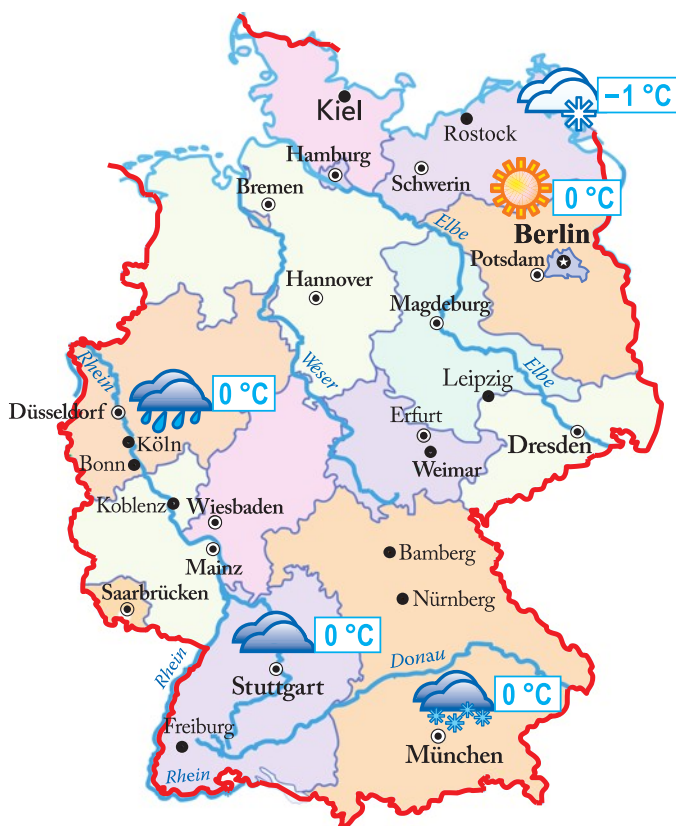 −1 °C
Kiel
Rostock
Hamburg
Schwerin
Bremen
0 °C
Elbe
Berlin
Potsdam
Hannover
Magdeburg
Rhein
Weser
Elbe
Leipzig
0 °C
Düsseldorf
Erfurt
Köln
Dresden
Bonn
Weimar
Koblenz
Wiesbaden
Bamberg
Mainz
Saarbrücken
Nürnberg
0 °C
Rhein
Donau
Stuttgart
0 °C
Freiburg
München
Rhein